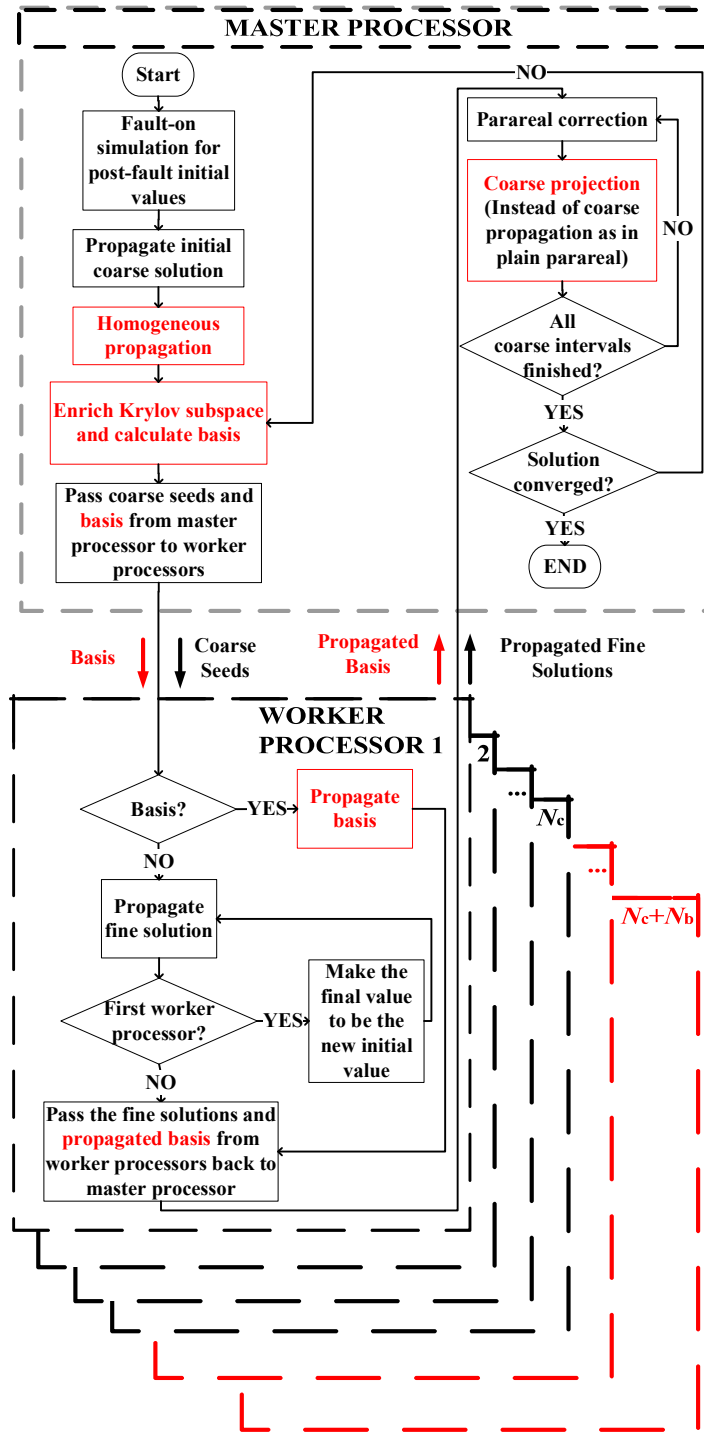 MASTER PROCESSOR
Start
Fault-on
simulation for
post-fault initial
values
Propagate initial
coarse solution
Homogeneous
propagation
Enrich Krylov subspace
and calculate basis
Pass coarse seeds and
basis from master
processor to worker
processors
NO
Parareal correction
Coarse projection
(Instead of coarse
propagation as in
plain parareal)
NO
All
coarse intervals
finished?
YES
Solution
converged?
YES
END
Basis
Coarse
Seeds
Propagated
Basis
Propagated Fine
Solutions
WORKER
PROCESSOR 1
2
...
Nc
...
Nc+Nb
Basis?
YES
Propagate
basis
NO
Propagate
fine solution
First worker
processor?
YES
Make the
final value
to be the
new initial
value
NO
Pass the fine solutions and
propagated basis from
worker processors back to
master processor